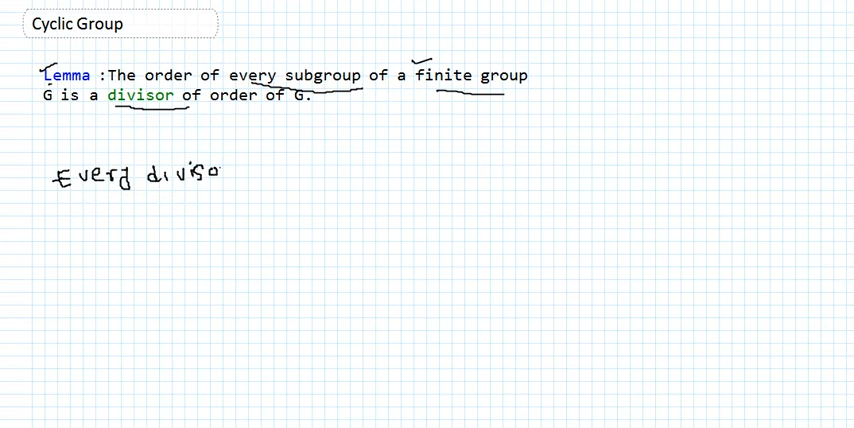 Cyclic Group
Lemma :The order of every subgroup of a finite group
G is a divisor of order of G.
Every diviso